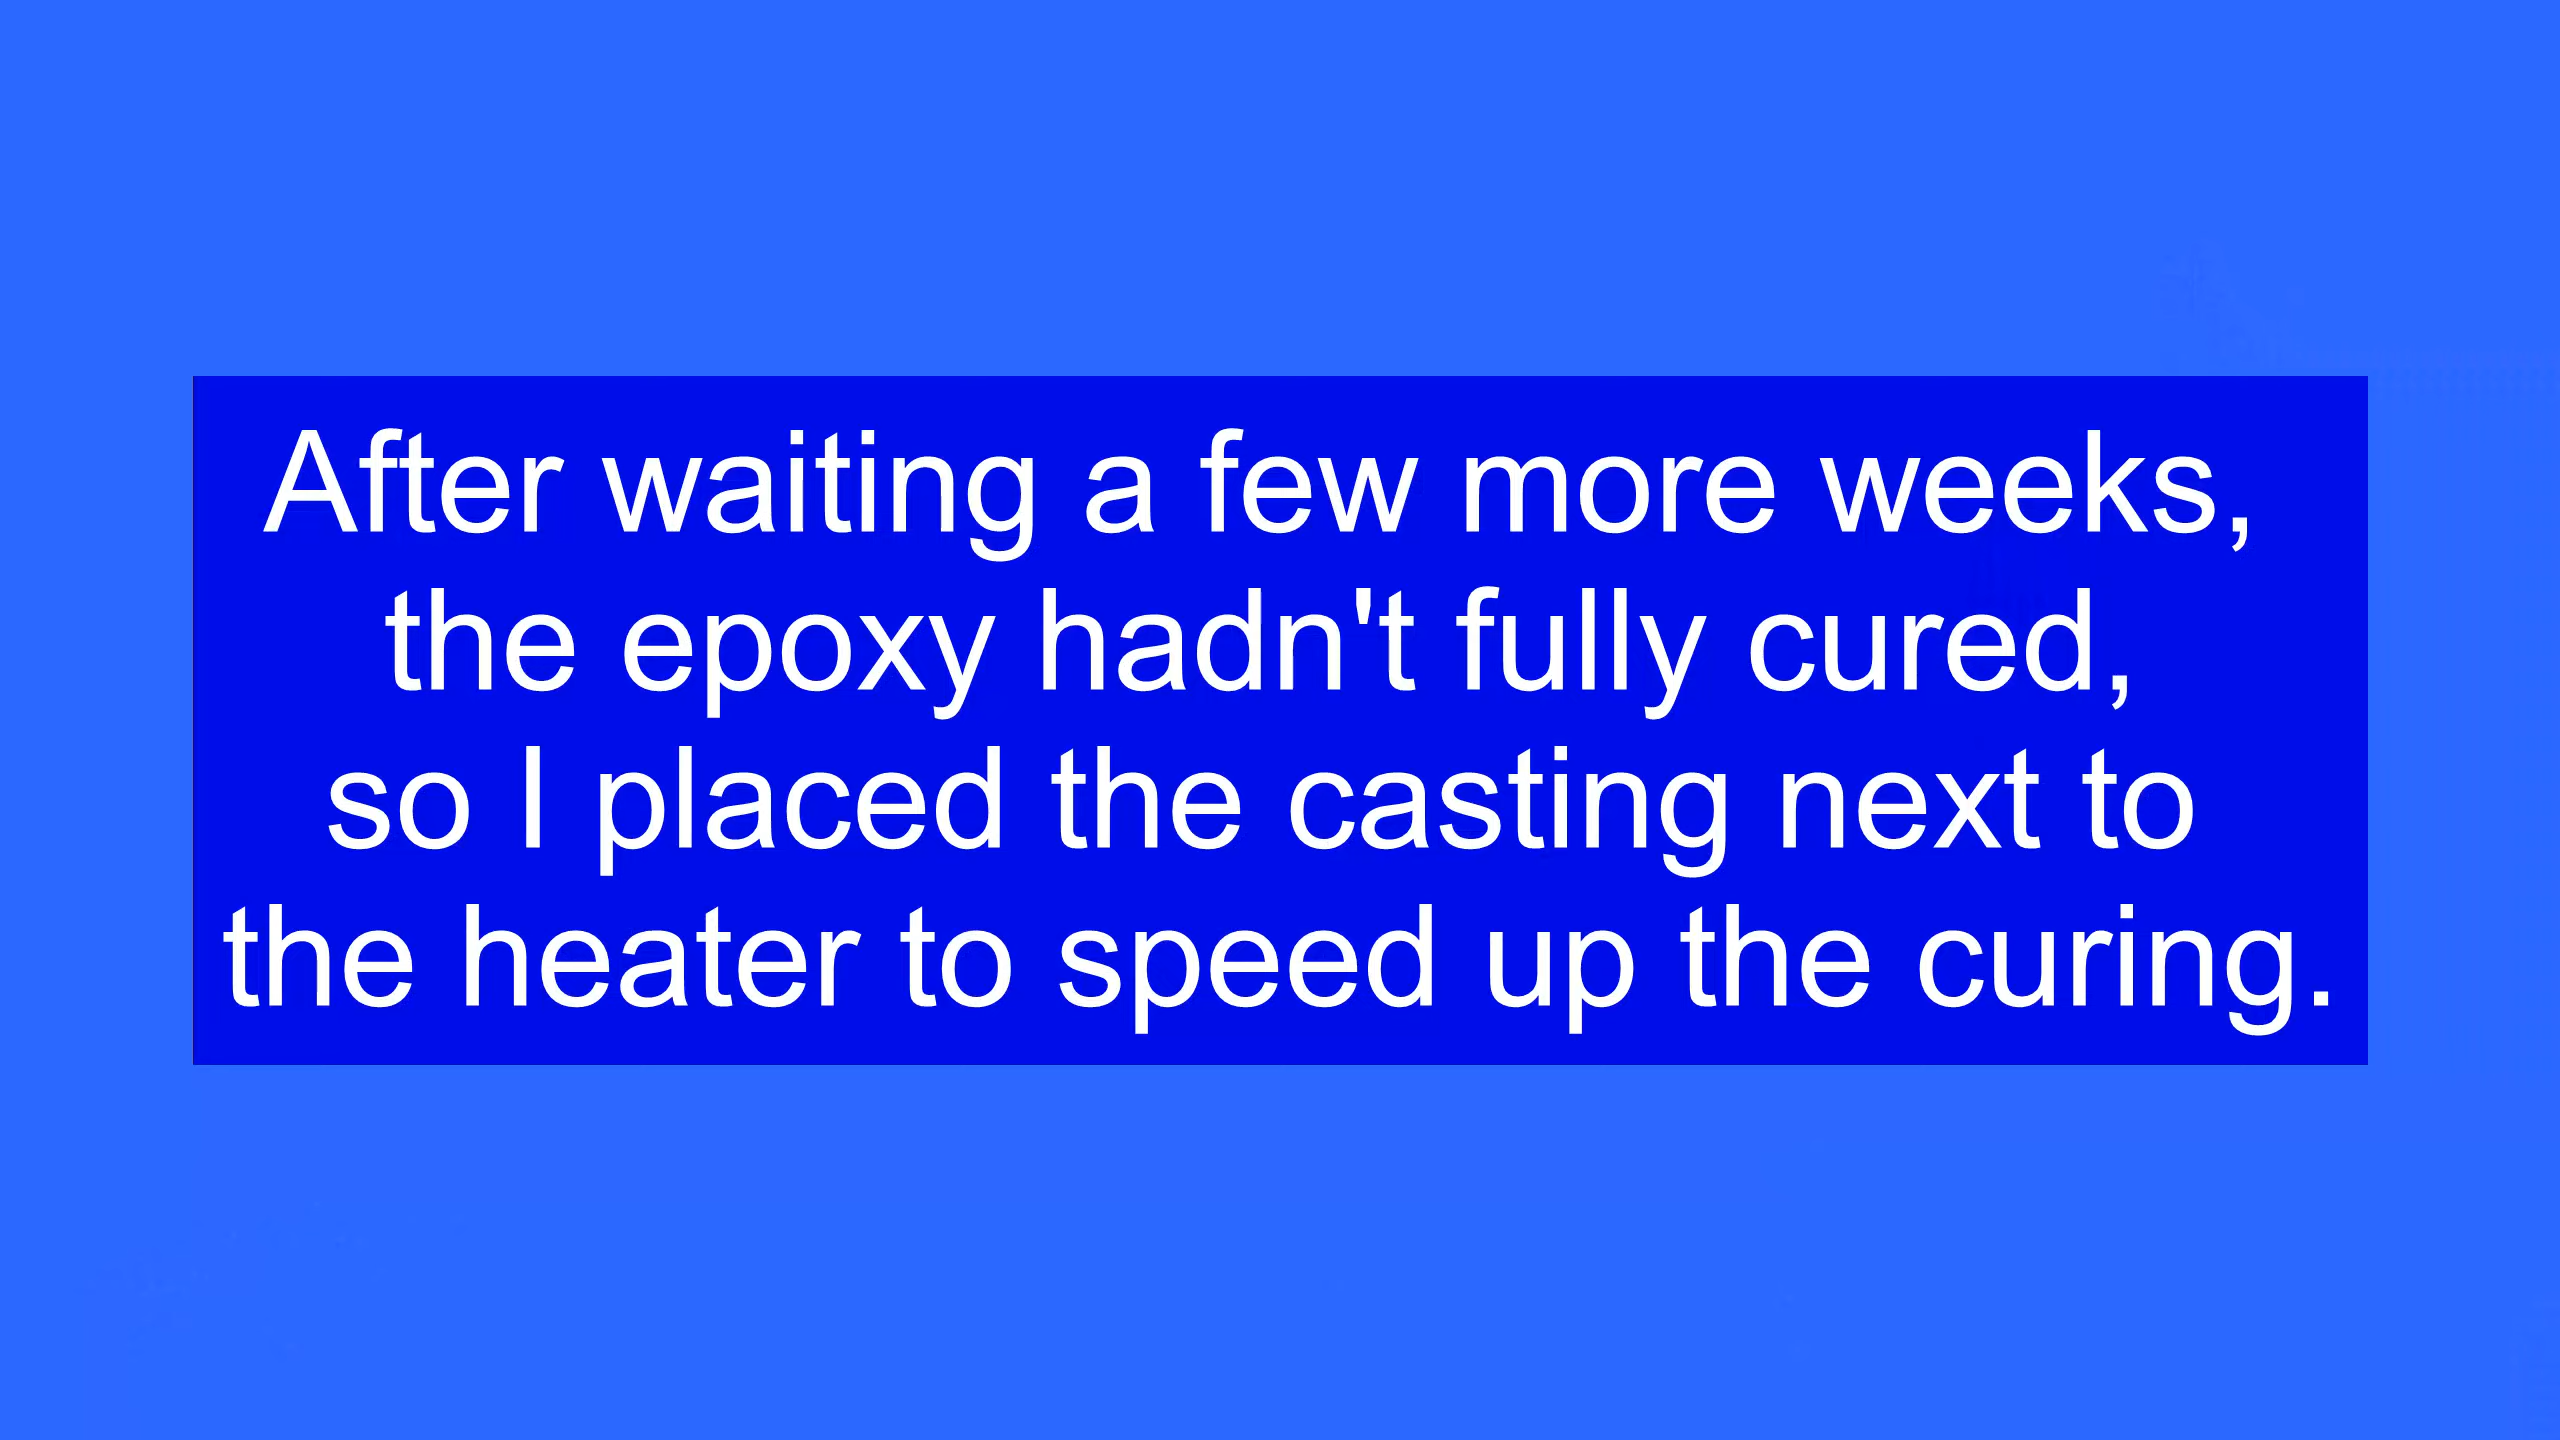 After waiting a few more weeks,
the epoxy hadn't fully cured,
so I placed the casting next to
the heater to speed up the curing.